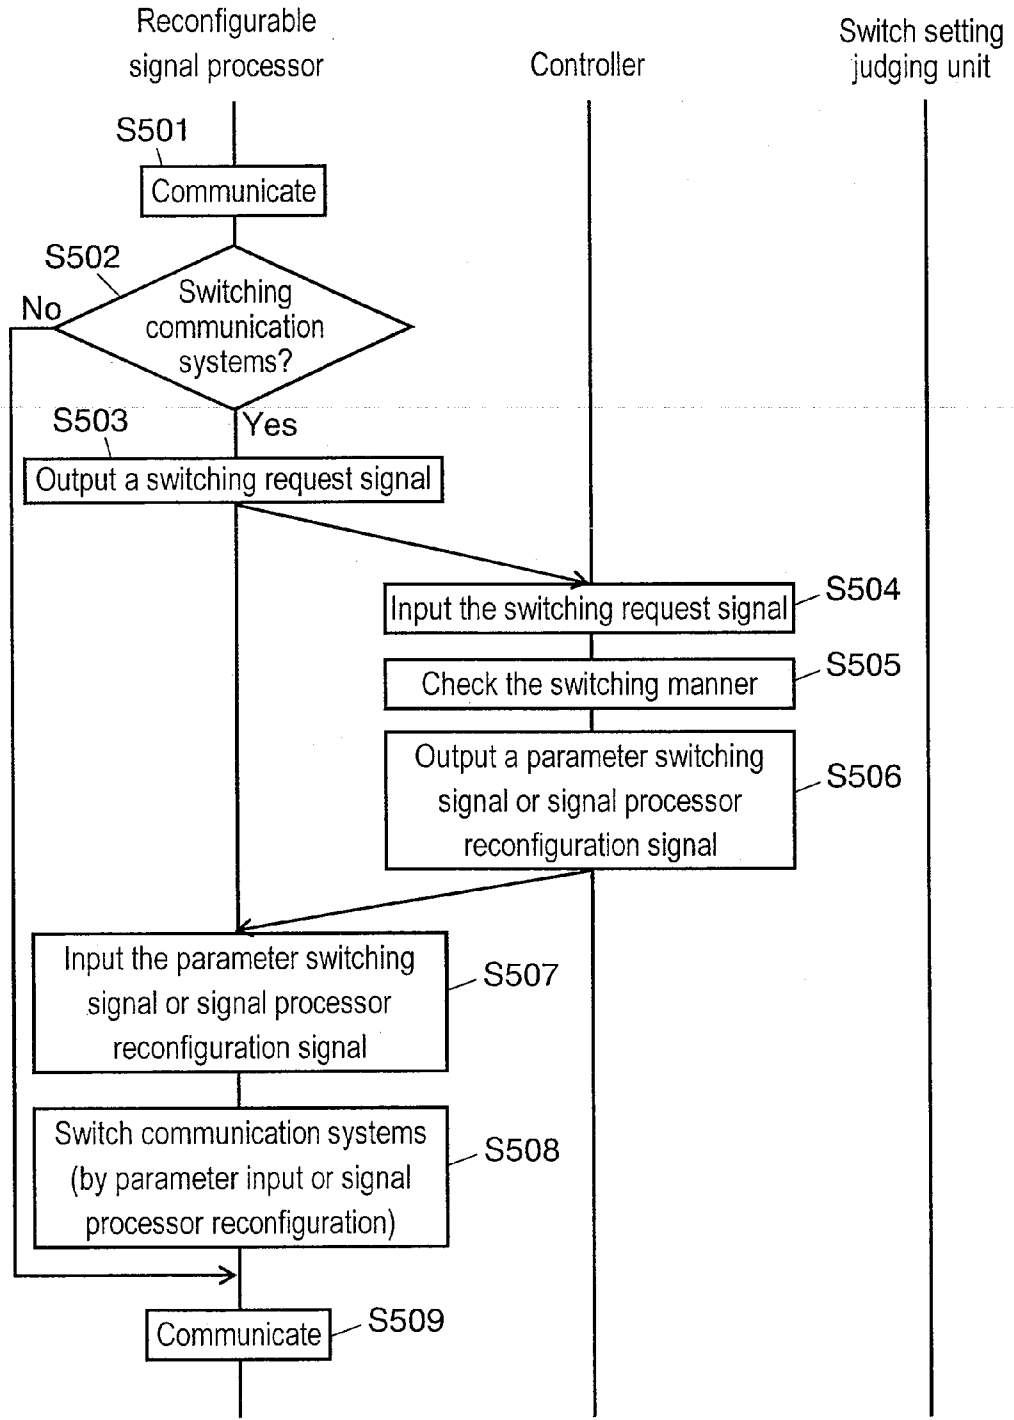 Reconfigurable
signal processor
Controller
Switch setting
judging unit
S501
Communicate
S502
Switching
communication
systems?
No
Yes
S503
Output a switching request signal
Input the switching request signal
S504
Check the switching manner
S505
Output a parameter switching
signal or signal processor
reconfiguration signal
S506
Input the parameter switching
signal or signal processor
reconfiguration signal
S507
Switch communication systems
(by parameter input or signal
processor reconfiguration)
S508
Communicate
S509